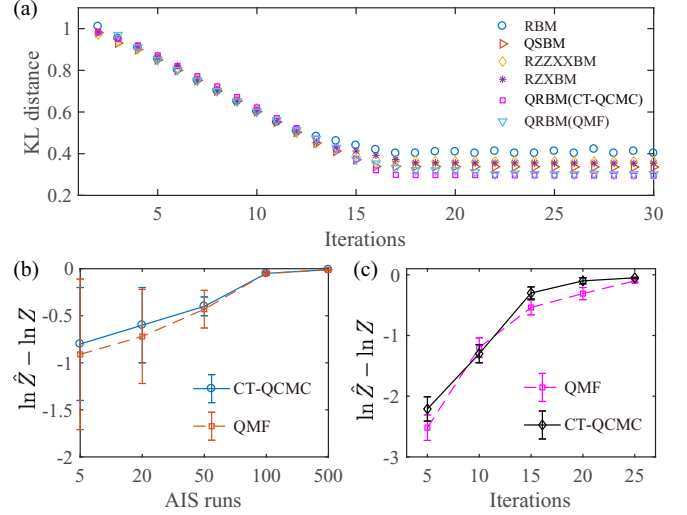 (a)
KL distance
1
0.8
0.6
0.4
0.2
RBM
QSBM
RZZXXBM
RZXBM
QRBM(CT-QCMC)
QRBM(QMF)
5 10 15 20 25 30
Iterations
(b)
ln Ẑ − ln Z
0
-0.5
-1
-1.5
-2
CT-QCMC
QMF
5 20 50 100 500
AIS runs
(c)
ln Ẑ − ln Z
0
-1
-2
-3
QMF
CT-QCMC
5 10 15 20 25
Iterations